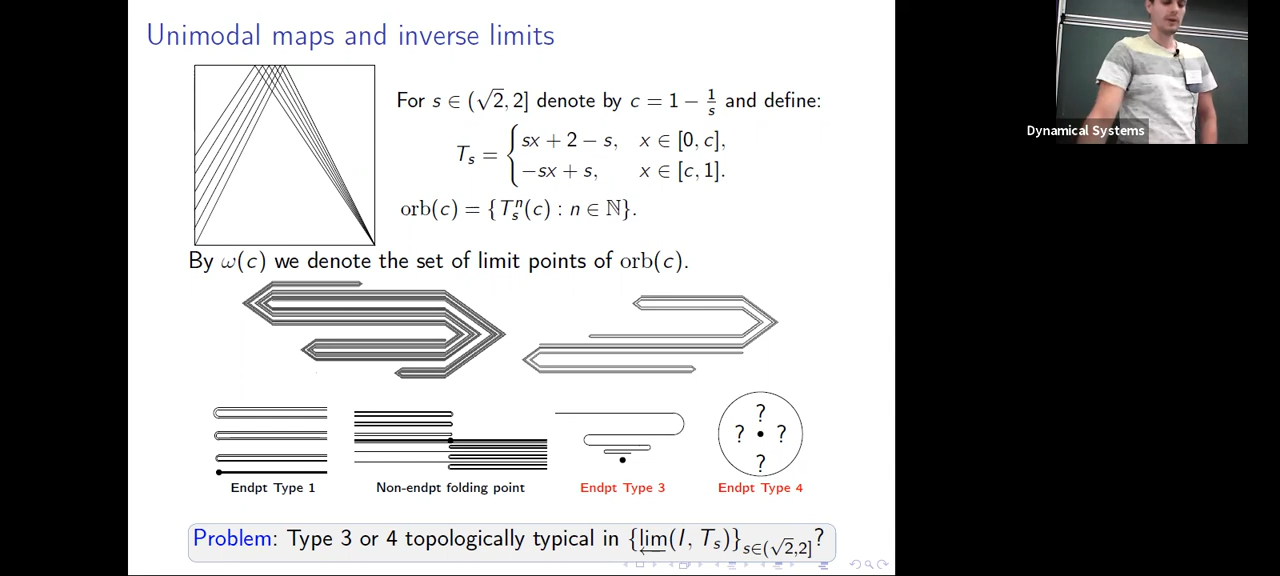 Unimodal maps and inverse limits
For s ∈ (√2, 2] denote by c = 1 − 1/s and define:
T_s = { sx + 2 − s, x ∈ [0, c],
−sx + s, x ∈ [c, 1].
orb(c) = {T_s^n(c) : n ∈ ℕ}.
By ω(c) we denote the set of limit points of orb(c).
?
? ?
?
Endpt Type 1 Non-endpt folding point Endpt Type 3 Endpt Type 4
Problem: Type 3 or 4 topologically typical in {lim←(I, T_s)}_{s∈(√2,2]}?
Dynamical Systems